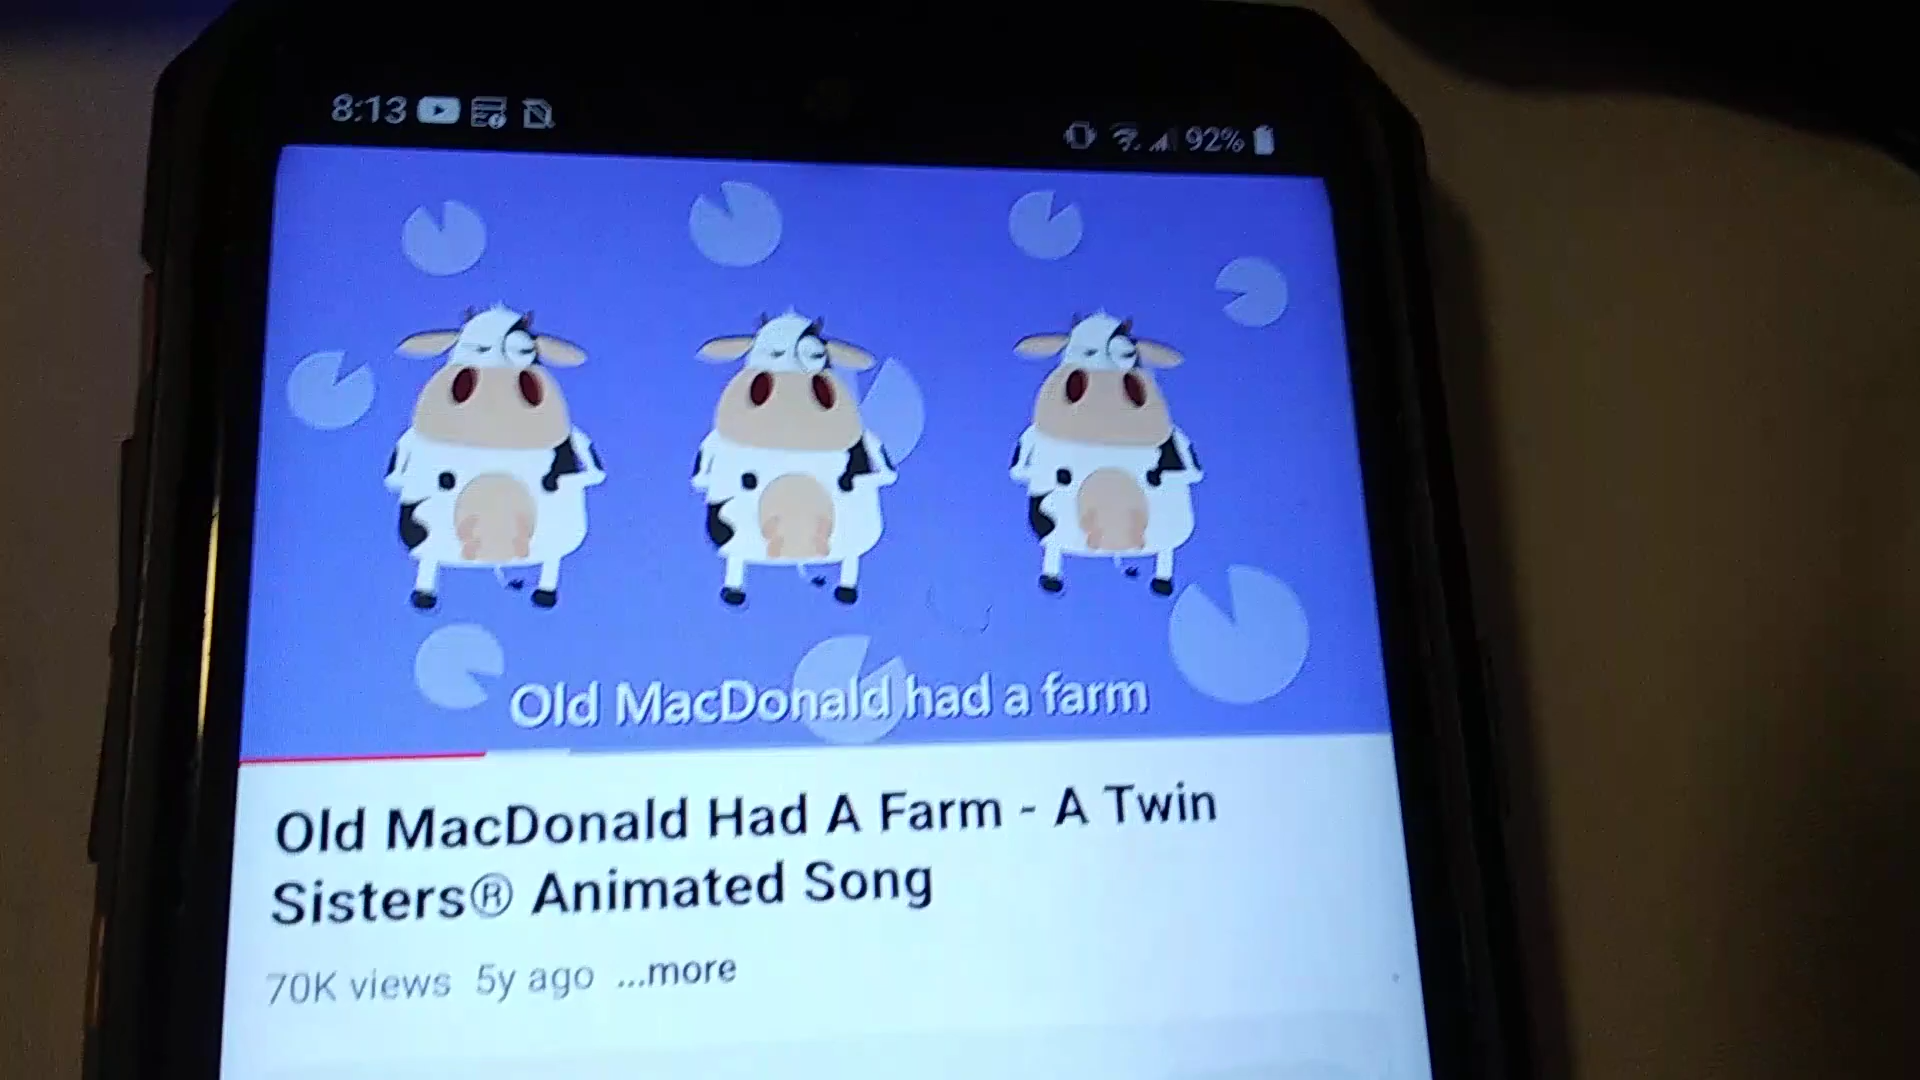 8:13
92%
Old MacDonald had a farm
Old MacDonald Had A Farm - A Twin
Sisters® Animated Song
70K views 5y ago ...more